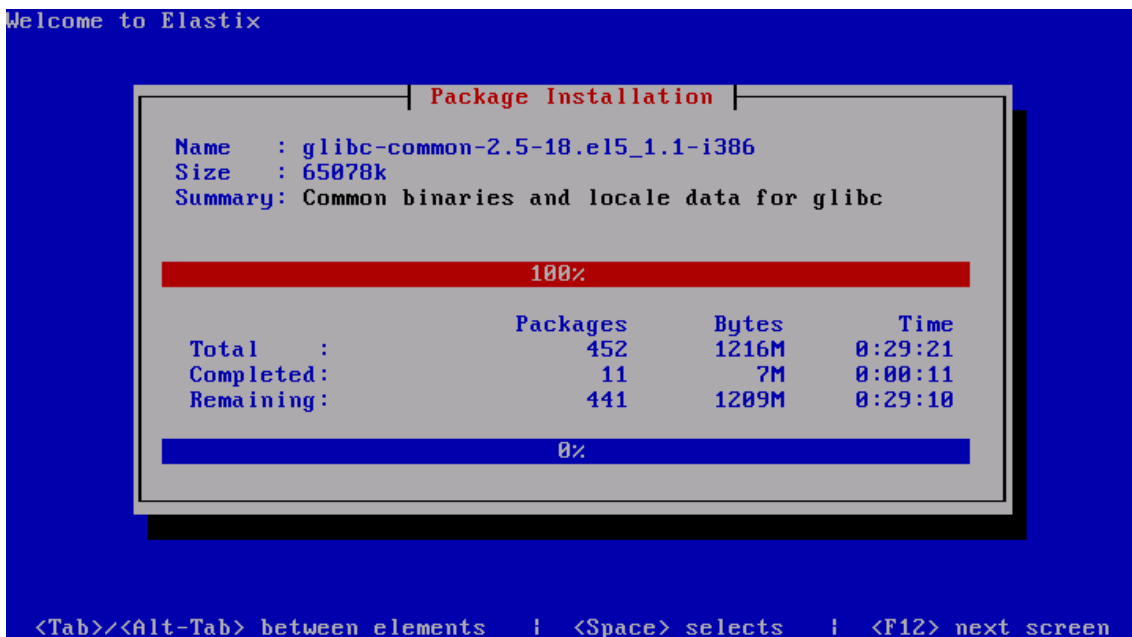 Welcome to Elastix
Package Installation
Name    : glibc-common-2.5-18.el5_1.1-i386
Size    : 65078k
Summary: Common binaries and locale data for glibc
100%
Packages Bytes Time
Total    : 452 1216M 0:29:21
Completed: 11 7M 0:00:11
Remaining: 441 1209M 0:29:10
0%
<Tab>/<Alt-Tab> between elements | <Space> selects | <F12> next screen